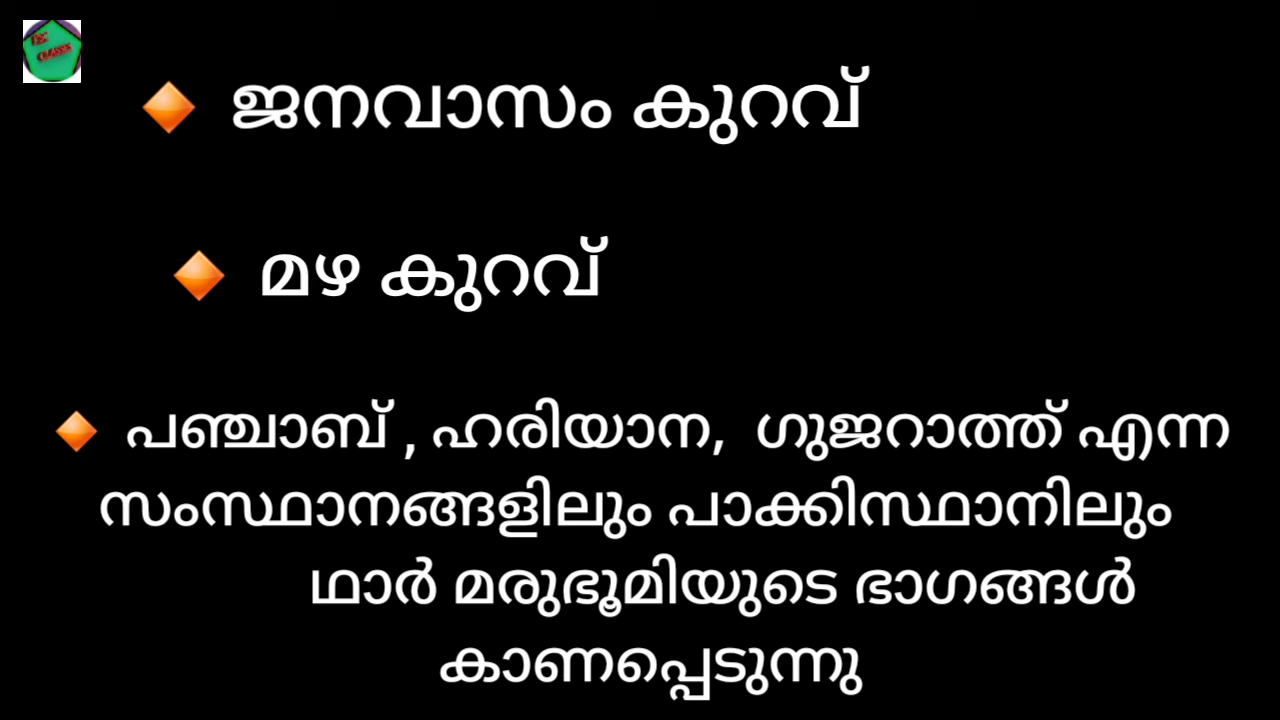 ജനവാസം കുറവ്
മഴ കുറവ്
പഞ്ചാബ് , ഹരിയാന, ഗുജറാത്ത് എന്ന
സംസ്ഥാനങ്ങളിലും പാക്കിസ്ഥാനിലും
ഥാർ മരുഭൂമിയുടെ ഭാഗങ്ങൾ
കാണപ്പെടുന്നു